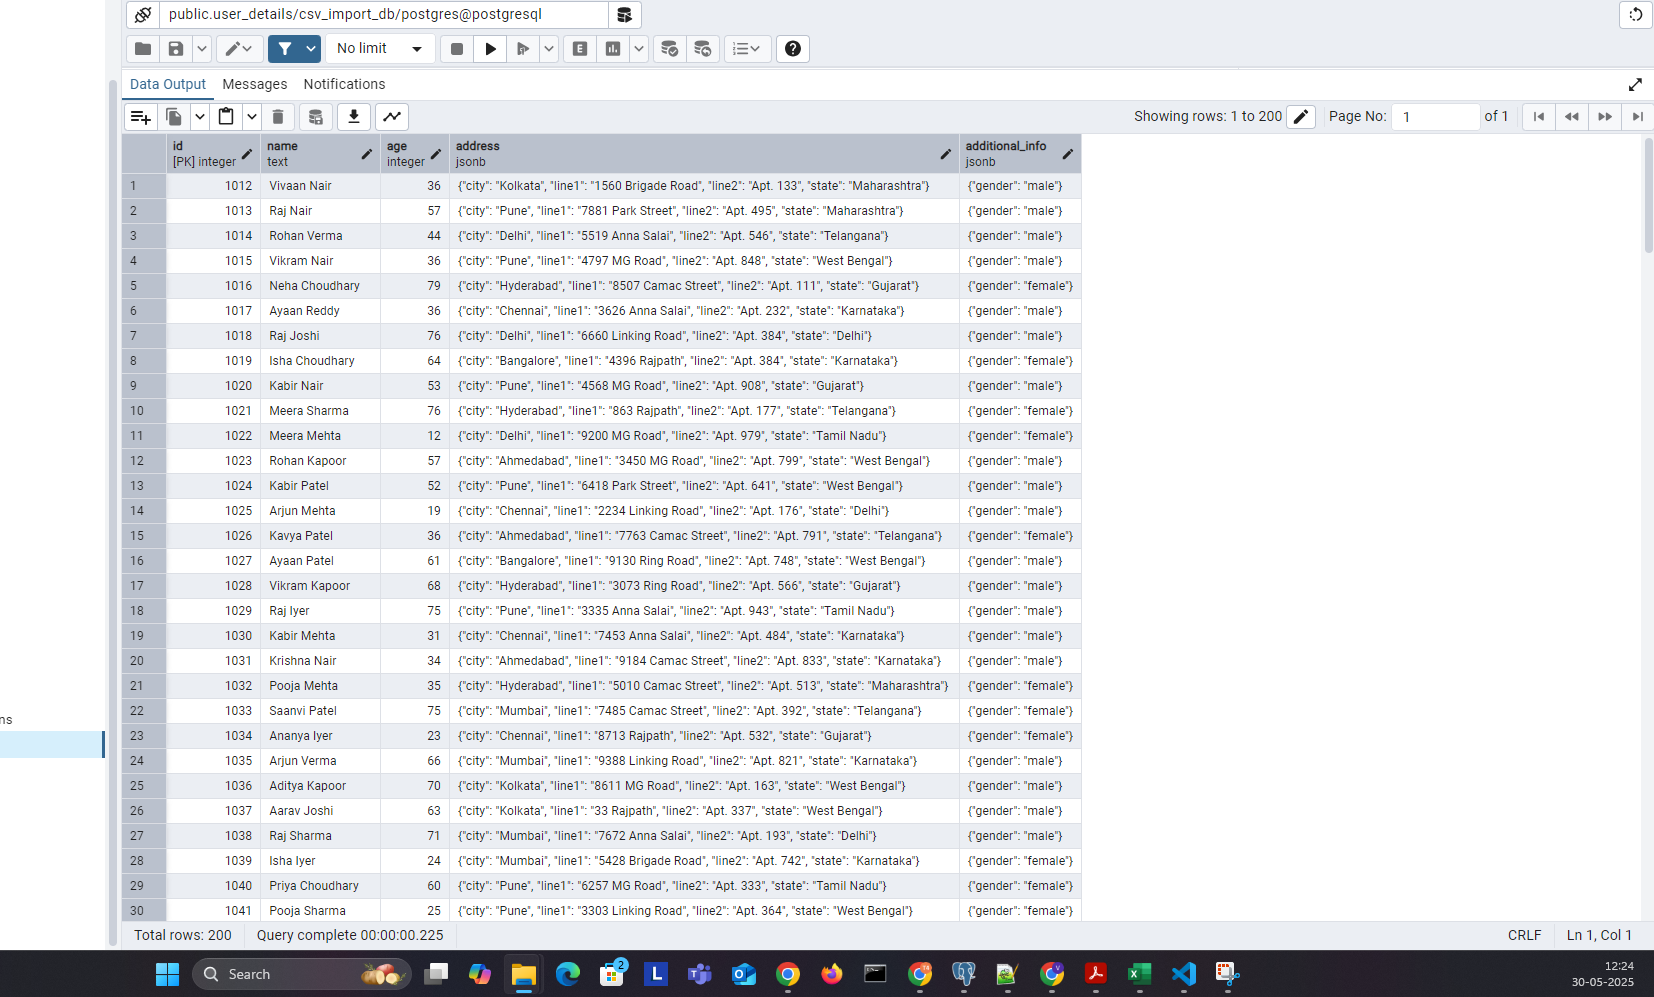 public.user_details/csv_import_db/postgres@postgresql
No limit
E
Data Output Messages Notifications
Showing rows: 1 to 200 Page No: 1 of 1
id name age address additional_info
[PK] integer text integer jsonb jsonb
1 1012 Vivaan Nair 36 {"city": "Kolkata", "line1": "1560 Brigade Road", "line2": "Apt. 133", "state": "Maharashtra"} {"gender": "male"}
2 1013 Raj Nair 57 {"city": "Pune", "line1": "7881 Park Street", "line2": "Apt. 495", "state": "Maharashtra"} {"gender": "male"}
3 1014 Rohan Verma 44 {"city": "Delhi", "line1": "5519 Anna Salai", "line2": "Apt. 546", "state": "Telangana"} {"gender": "male"}
4 1015 Vikram Nair 36 {"city": "Pune", "line1": "4797 MG Road", "line2": "Apt. 848", "state": "West Bengal"} {"gender": "male"}
5 1016 Neha Choudhary 79 {"city": "Hyderabad", "line1": "8507 Camac Street", "line2": "Apt. 111", "state": "Gujarat"} {"gender": "female"}
6 1017 Ayaan Reddy 36 {"city": "Chennai", "line1": "3626 Anna Salai", "line2": "Apt. 232", "state": "Karnataka"} {"gender": "male"}
7 1018 Raj Joshi 76 {"city": "Delhi", "line1": "6660 Linking Road", "line2": "Apt. 384", "state": "Delhi"} {"gender": "male"}
8 1019 Isha Choudhary 64 {"city": "Bangalore", "line1": "4396 Rajpath", "line2": "Apt. 384", "state": "Karnataka"} {"gender": "female"}
9 1020 Kabir Nair 53 {"city": "Pune", "line1": "4568 MG Road", "line2": "Apt. 908", "state": "Gujarat"} {"gender": "male"}
10 1021 Meera Sharma 76 {"city": "Hyderabad", "line1": "863 Rajpath", "line2": "Apt. 177", "state": "Telangana"} {"gender": "female"}
11 1022 Meera Mehta 12 {"city": "Delhi", "line1": "9200 MG Road", "line2": "Apt. 979", "state": "Tamil Nadu"} {"gender": "female"}
12 1023 Rohan Kapoor 57 {"city": "Ahmedabad", "line1": "3450 MG Road", "line2": "Apt. 799", "state": "West Bengal"} {"gender": "male"}
13 1024 Kabir Patel 52 {"city": "Pune", "line1": "6418 Park Street", "line2": "Apt. 641", "state": "West Bengal"} {"gender": "male"}
14 1025 Arjun Mehta 19 {"city": "Chennai", "line1": "2234 Linking Road", "line2": "Apt. 176", "state": "Delhi"} {"gender": "male"}
15 1026 Kavya Patel 36 {"city": "Ahmedabad", "line1": "7763 Camac Street", "line2": "Apt. 791", "state": "Telangana"} {"gender": "female"}
16 1027 Ayaan Patel 61 {"city": "Bangalore", "line1": "9130 Ring Road", "line2": "Apt. 748", "state": "West Bengal"} {"gender": "male"}
17 1028 Vikram Kapoor 68 {"city": "Hyderabad", "line1": "3073 Ring Road", "line2": "Apt. 566", "state": "Gujarat"} {"gender": "male"}
18 1029 Raj Iyer 75 {"city": "Pune", "line1": "3335 Anna Salai", "line2": "Apt. 943", "state": "Tamil Nadu"} {"gender": "male"}
19 1030 Kabir Mehta 31 {"city": "Chennai", "line1": "7453 Anna Salai", "line2": "Apt. 484", "state": "Karnataka"} {"gender": "male"}
20 1031 Krishna Nair 34 {"city": "Ahmedabad", "line1": "9184 Camac Street", "line2": "Apt. 833", "state": "Karnataka"} {"gender": "male"}
21 1032 Pooja Mehta 35 {"city": "Hyderabad", "line1": "5010 Camac Street", "line2": "Apt. 513", "state": "Maharashtra"} {"gender": "female"}
ns
22 1033 Saanvi Patel 75 {"city": "Mumbai", "line1": "7485 Camac Street", "line2": "Apt. 392", "state": "Telangana"} {"gender": "female"}
23 1034 Ananya Iyer 23 {"city": "Chennai", "line1": "8713 Rajpath", "line2": "Apt. 532", "state": "Gujarat"} {"gender": "female"}
24 1035 Arjun Verma 66 {"city": "Mumbai", "line1": "9388 Linking Road", "line2": "Apt. 821", "state": "Karnataka"} {"gender": "male"}
25 1036 Aditya Kapoor 70 {"city": "Kolkata", "line1": "8611 MG Road", "line2": "Apt. 163", "state": "West Bengal"} {"gender": "male"}
26 1037 Aarav Joshi 63 {"city": "Kolkata", "line1": "33 Rajpath", "line2": "Apt. 337", "state": "West Bengal"} {"gender": "male"}
27 1038 Raj Sharma 71 {"city": "Mumbai", "line1": "7672 Anna Salai", "line2": "Apt. 193", "state": "Delhi"} {"gender": "male"}
28 1039 Isha Iyer 24 {"city": "Mumbai", "line1": "5428 Brigade Road", "line2": "Apt. 742", "state": "Karnataka"} {"gender": "female"}
29 1040 Priya Choudhary 60 {"city": "Pune", "line1": "6257 MG Road", "line2": "Apt. 333", "state": "Tamil Nadu"} {"gender": "female"}
30 1041 Pooja Sharma 25 {"city": "Pune", "line1": "3303 Linking Road", "line2": "Apt. 364", "state": "West Bengal"} {"gender": "female"}
Total rows: 200 Query complete 00:00:00.225 CRLF Ln 1, Col 1
Search 2 L 12:24
30-05-2025